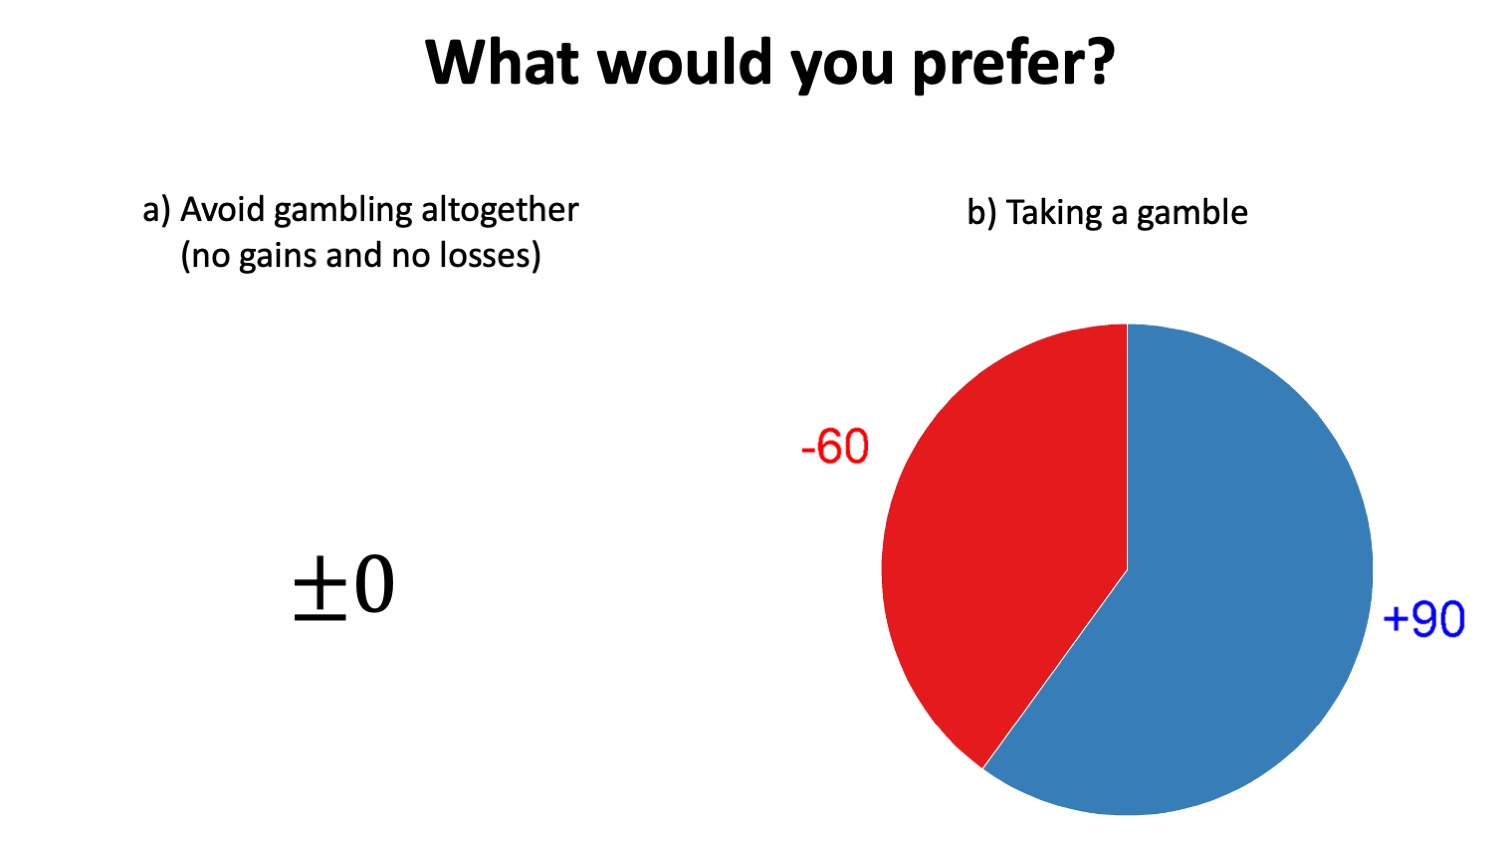 What would you prefer?
a) Avoid gambling altogether
(no gains and no losses)
b) Taking a gamble
-60
±0
+90